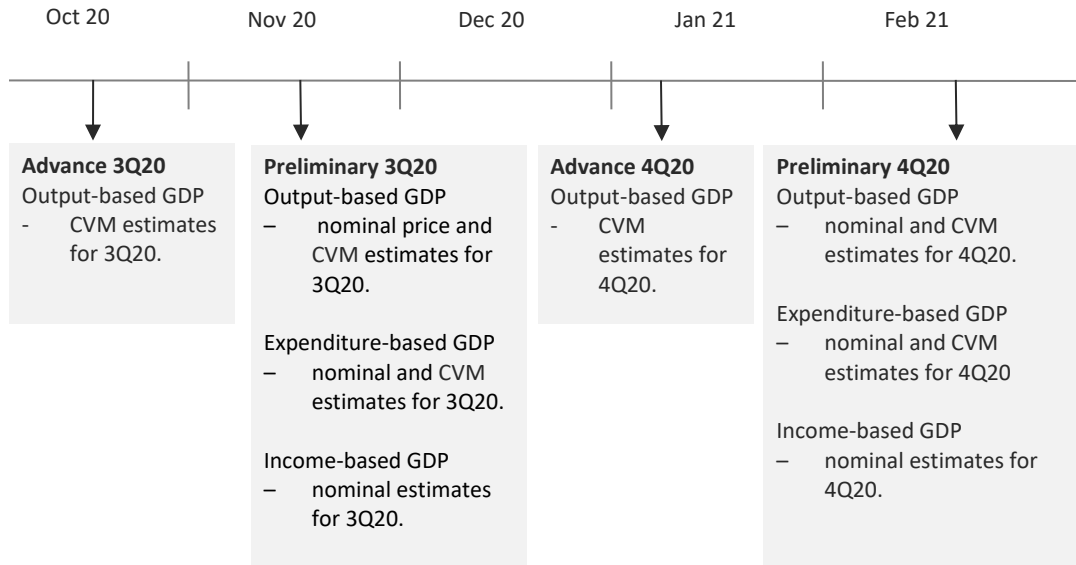 Oct 20
Nov 20
Dec 20
Jan 21
Feb 21
Advance 3Q20
Output-based GDP
- CVM estimates
for 3Q20.
Preliminary 3Q20
Output-based GDP
– nominal price and
CVM estimates for
3Q20.
Expenditure-based GDP
– nominal and CVM
estimates for 3Q20.
Income-based GDP
– nominal estimates
for 3Q20.
Advance 4Q20
Output-based GDP
- CVM
estimates for
4Q20.
Preliminary 4Q20
Output-based GDP
– nominal and CVM
estimates for 4Q20.
Expenditure-based GDP
– nominal and CVM
estimates for 4Q20
Income-based GDP
– nominal estimates for
4Q20.